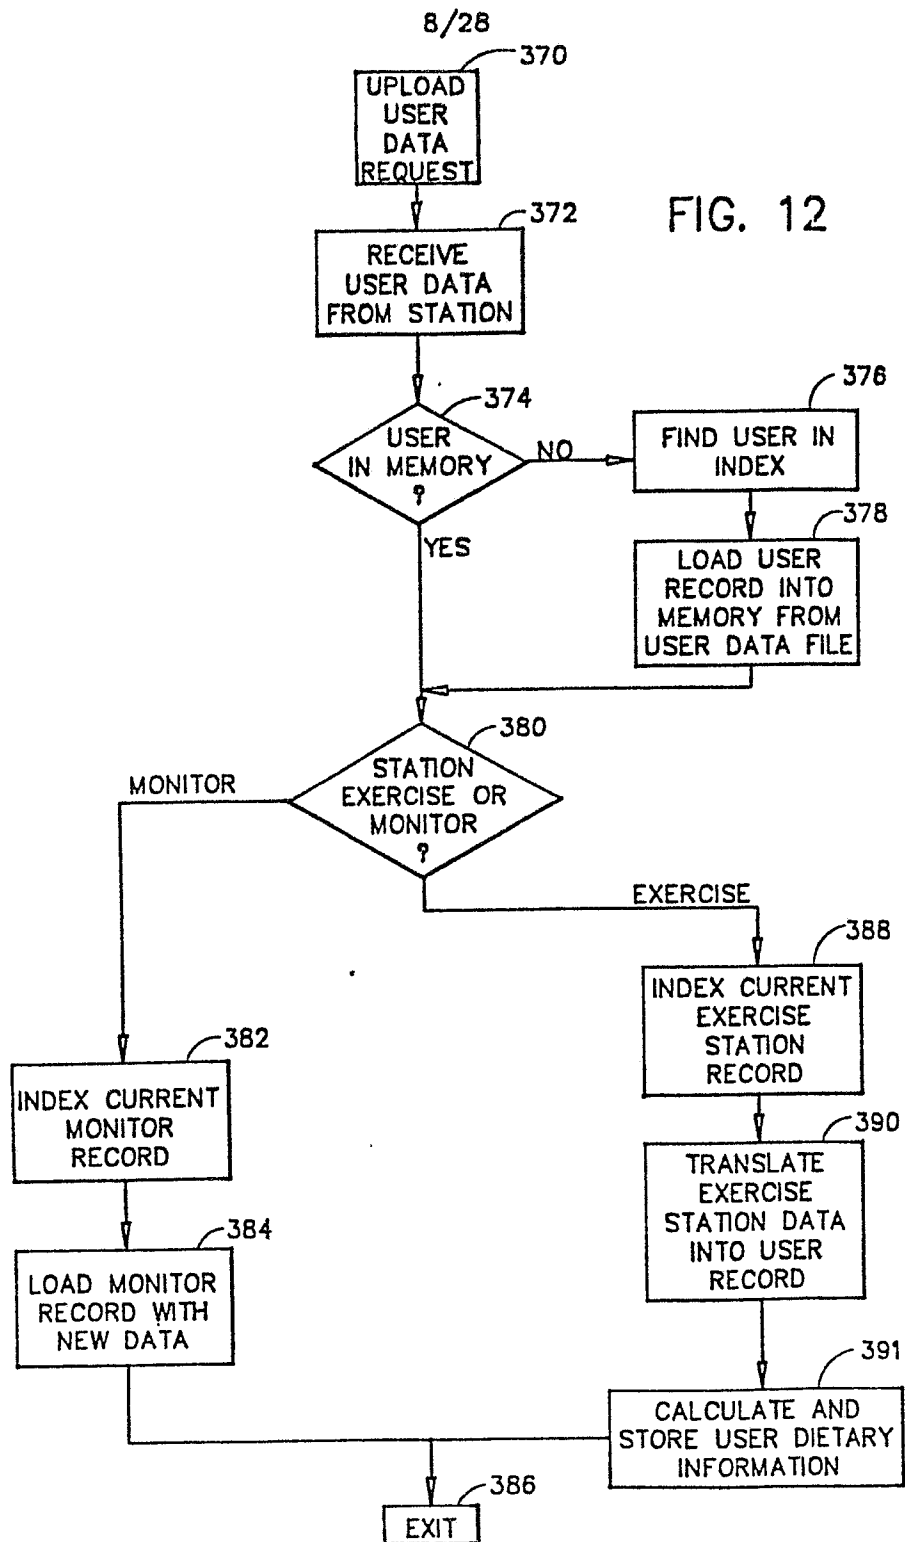 8/28
370
UPLOAD
USER
DATA
REQUEST
FIG. 12
372
RECEIVE
USER DATA
FROM STATION
374
USER
IN MEMORY
?
NO
YES
376
FIND USER IN
INDEX
378
LOAD USER
RECORD INTO
MEMORY FROM
USER DATA FILE
380
STATION
EXERCISE OR
MONITOR
?
MONITOR
EXERCISE
382
INDEX CURRENT
MONITOR
RECORD
384
LOAD MONITOR
RECORD WITH
NEW DATA
388
INDEX CURRENT
EXERCISE
STATION
RECORD
390
TRANSLATE
EXERCISE
STATION DATA
INTO USER
RECORD
391
CALCULATE AND
STORE USER DIETARY
INFORMATION
386
EXIT